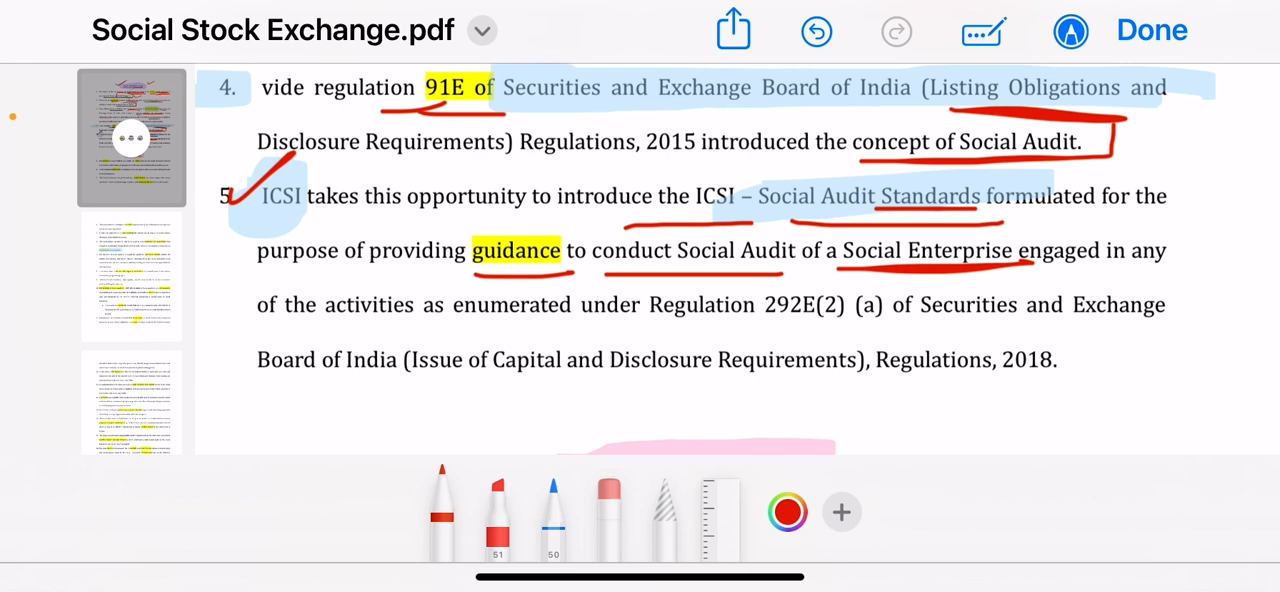 Social Stock Exchange.pdf
Done
4. vide regulation 91E of Securities and Exchange Board of India (Listing Obligations and
Disclosure Requirements) Regulations, 2015 introduced the concept of Social Audit.
5 ICSI takes this opportunity to introduce the ICSI – Social Audit Standards formulated for the
purpose of providing guidance to conduct Social Audit of a Social Enterprise engaged in any
of the activities as enumerated under Regulation 292E(2) (a) of Securities and Exchange
Board of India (Issue of Capital and Disclosure Requirements), Regulations, 2018.
51
50